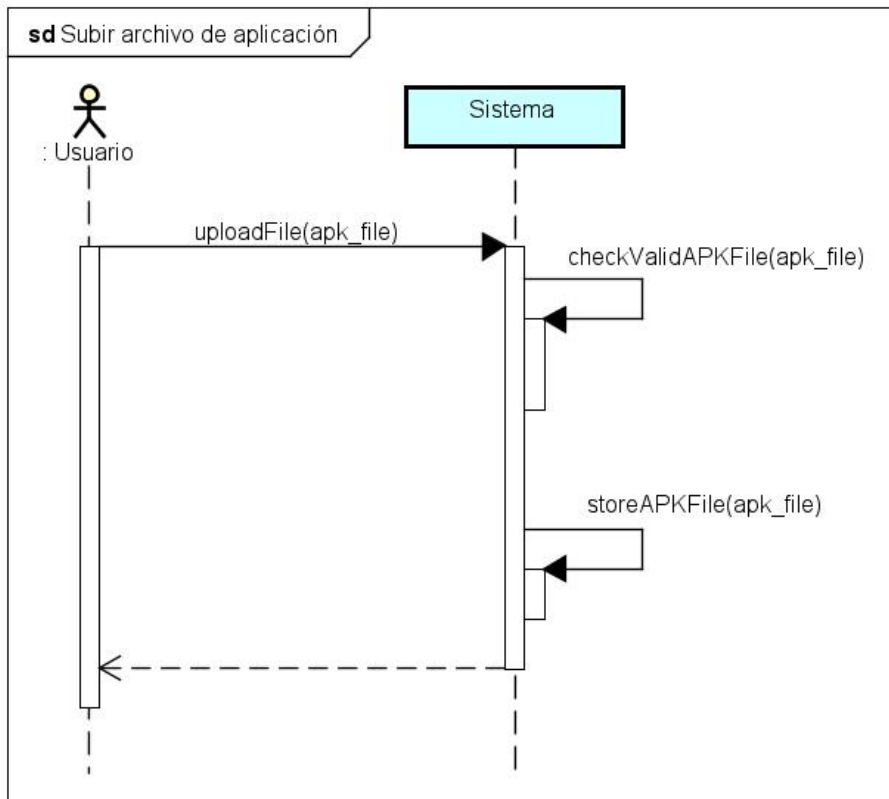 sd Subir archivo de aplicación
Sistema
: Usuario
uploadFile(apk_file)
checkValidAPKFile(apk_file)
storeAPKFile(apk_file)